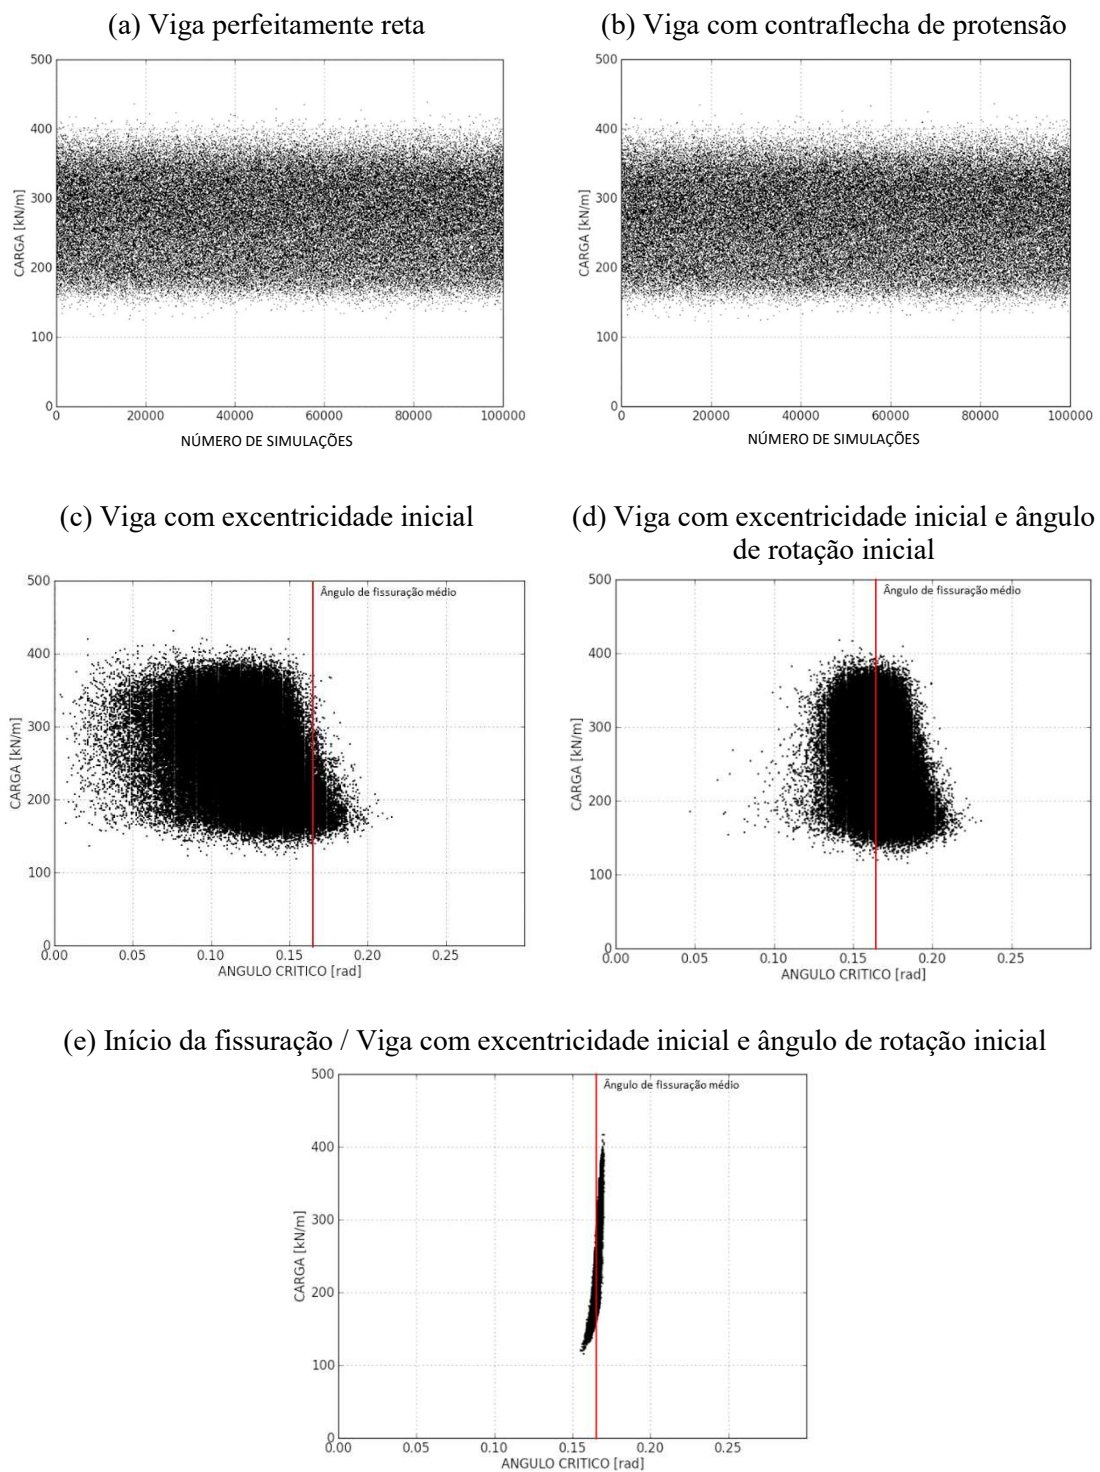 (a) Viga perfeitamente reta
(b) Viga com contraflecha de protensão
500
400
300
200
100
0
CARGA [kN/m]
0 20000 40000 60000 80000 100000
NÚMERO DE SIMULAÇÕES
500
400
300
200
100
0
CARGA [kN/m]
0 20000 40000 60000 80000 100000
NÚMERO DE SIMULAÇÕES
(c) Viga com excentricidade inicial
(d) Viga com excentricidade inicial e ângulo
de rotação inicial
Ângulo de fissuração médio
500
400
300
200
100
0
CARGA [kN/m]
0.00 0.05 0.10 0.15 0.20 0.25
ANGULO CRITICO [rad]
Ângulo de fissuração médio
500
400
300
200
100
0
CARGA [kN/m]
0.00 0.05 0.10 0.15 0.20 0.25
ANGULO CRITICO [rad]
(e) Início da fissuração / Viga com excentricidade inicial e ângulo de rotação inicial
Ângulo de fissuração médio
500
400
300
200
100
0
CARGA [kN/m]
0.00 0.05 0.10 0.15 0.20 0.25
ANGULO CRITICO [rad]